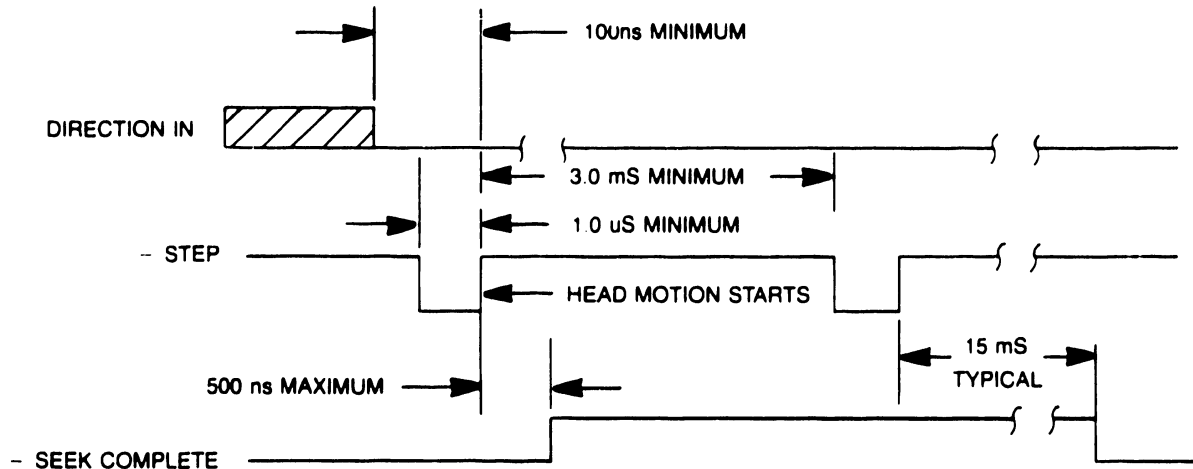 100ns MINIMUM
DIRECTION IN
3.0 mS MINIMUM
1.0 uS MINIMUM
– STEP
HEAD MOTION STARTS
15 mS
TYPICAL
500 ns MAXIMUM
– SEEK COMPLETE